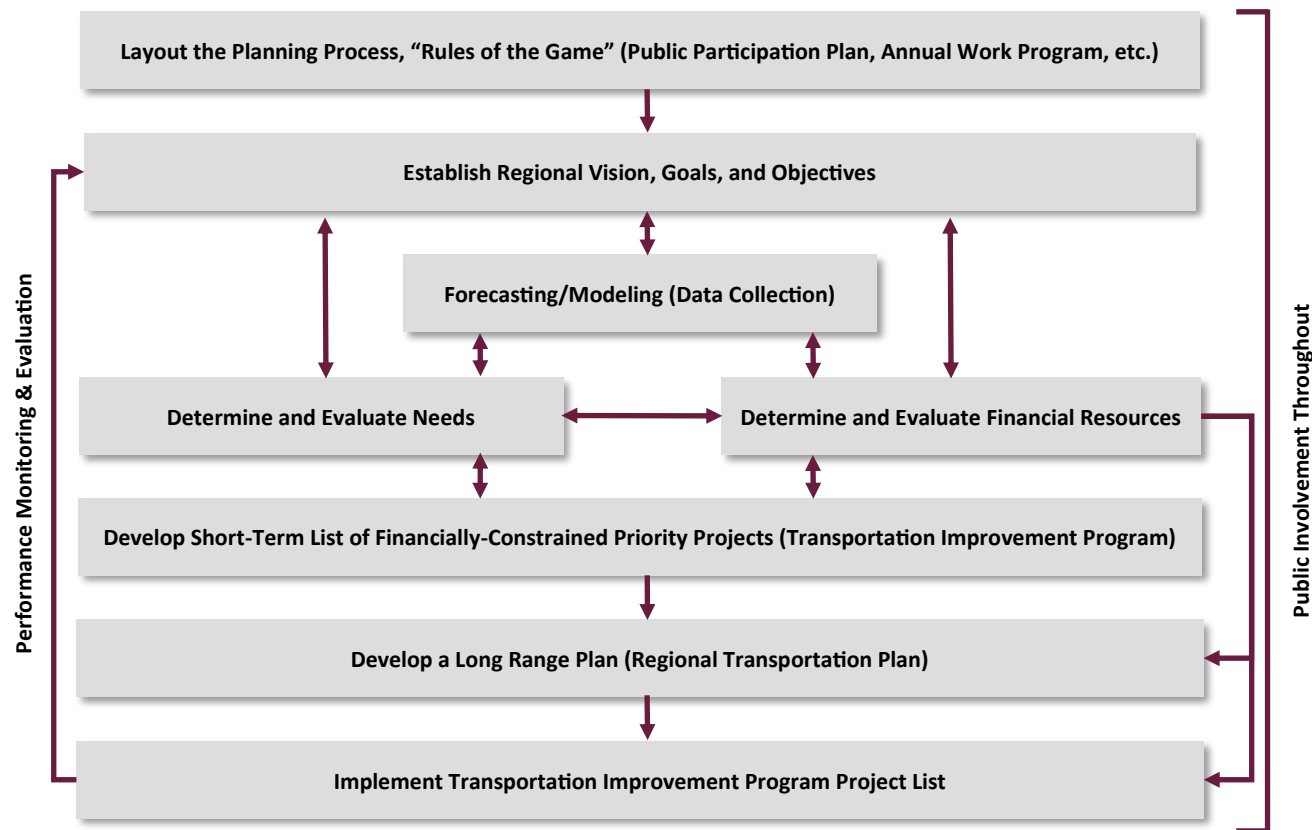 Layout the Planning Process, “Rules of the Game” (Public Participation Plan, Annual Work Program, etc.)
Establish Regional Vision, Goals, and Objectives
Forecasting/Modeling (Data Collection)
Determine and Evaluate Needs
Determine and Evaluate Financial Resources
Develop Short-Term List of Financially-Constrained Priority Projects (Transportation Improvement Program)
Develop a Long Range Plan (Regional Transportation Plan)
Implement Transportation Improvement Program Project List
Performance Monitoring & Evaluation
Public Involvement Throughout